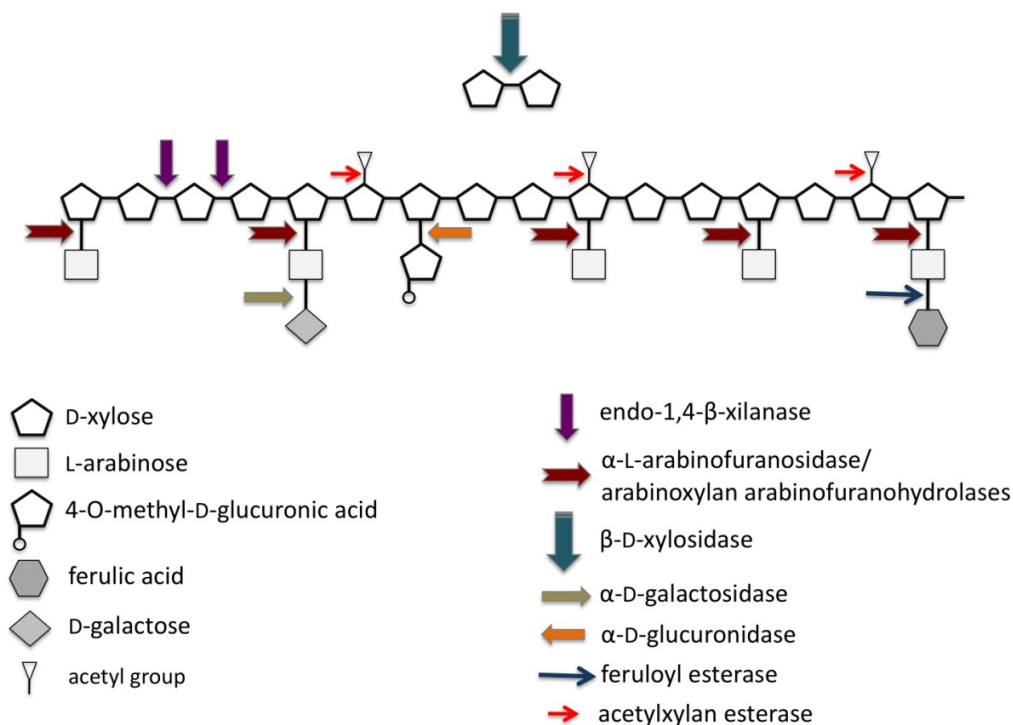 D-xylose
L-arabinose
4-O-methyl-D-glucuronic acid
ferulic acid
D-galactose
acetyl group
endo-1,4-β-xilanase
α-L-arabinofuranosidase/
arabinoxylan arabinofuranohydrolases
β-D-xylosidase
α-D-galactosidase
α-D-glucuronidase
feruloyl esterase
acetylxylan esterase